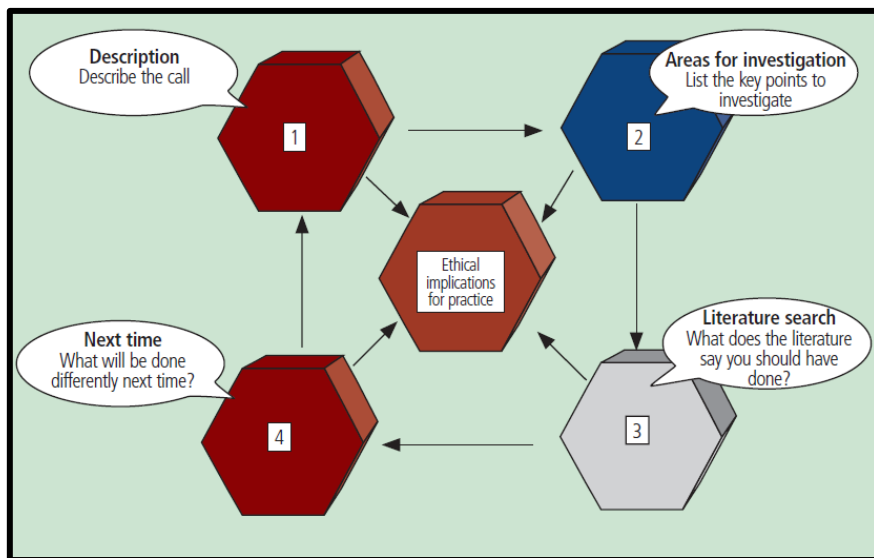 Description
Describe the call
1
Areas for investigation
List the key points to
investigate
2
Ethical
implications
for practice
Next time
What will be done
differently next time?
4
Literature search
What does the literature
say you should have
done?
3